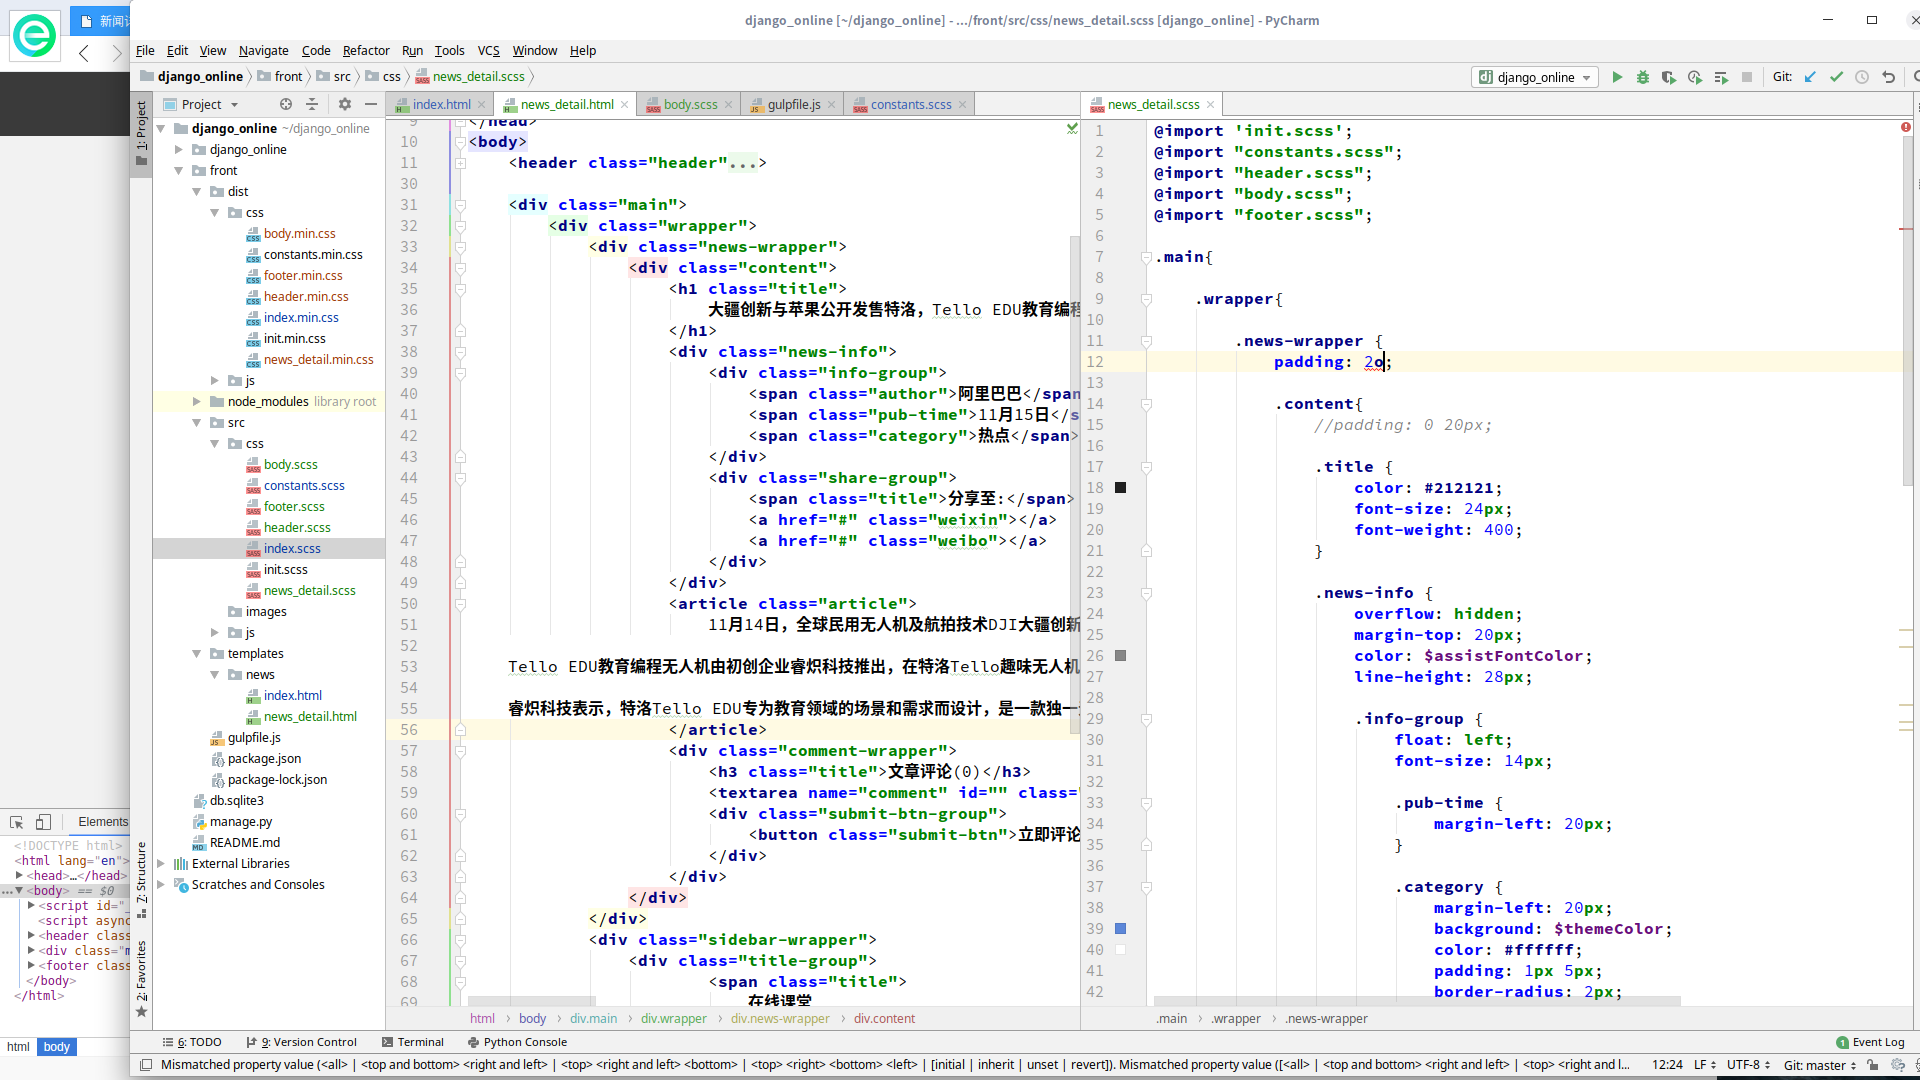 django_online [~/django_online] - .../front/src/css/news_detail.scss [django_online] - PyCharm
File Edit View Navigate Code Refactor Run Tools VCS Window Help
django_online front src css news_detail.scss
django_online
Git:
1: Project
Project
django_online ~/django_online
django_online
front
dist
css
body.min.css
constants.min.css
footer.min.css
header.min.css
index.min.css
init.min.css
news_detail.min.css
js
node_modules library root
src
css
body.scss
constants.scss
footer.scss
header.scss
index.scss
init.scss
news_detail.scss
images
js
templates
news
index.html
news_detail.html
gulpfile.js
package.json
package-lock.json
db.sqlite3
manage.py
README.md
External Libraries
Scratches and Consoles
7: Structure
2: Favorites
index.html news_detail.html body.scss gulpfile.js constants.scss
9 </head>
10 <body>
11 <header class="header"...>
30
31 <div class="main">
32 <div class="wrapper">
33 <div class="news-wrapper">
34 <div class="content">
35 <h1 class="title">
36 大疆创新与苹果公开发售特洛，Tello EDU教育编程
37 </h1>
38 <div class="news-info">
39 <div class="info-group">
40 <span class="author">阿里巴巴</span
41 <span class="pub-time">11月15日</s
42 <span class="category">热点</span>
43 </div>
44 <div class="share-group">
45 <span class="title">分享至:</span>
46 <a href="#" class="weixin"></a>
47 <a href="#" class="weibo"></a>
48 </div>
49 </div>
50 <article class="article">
51 11月14日，全球民用无人机及航拍技术DJI大疆创新
52
53 Tello EDU教育编程无人机由初创企业睿炽科技推出，在特洛Tello趣味无人机
54
55 睿炽科技表示，特洛Tello EDU专为教育领域的场景和需求而设计，是一款独一
56 </article>
57 <div class="comment-wrapper">
58 <h3 class="title">文章评论(0)</h3>
59 <textarea name="comment" id="" class=
60 <div class="submit-btn-group">
61 <button class="submit-btn">立即评论
62 </div>
63 </div>
64 </div>
65 </div>
66 <div class="sidebar-wrapper">
67 <div class="title-group">
68 <span class="title">
69 在线课堂
html body div.main div.wrapper div.news-wrapper div.content
news_detail.scss
1 @import 'init.scss';
2 @import "constants.scss";
3 @import "header.scss";
4 @import "body.scss";
5 @import "footer.scss";
6
7 .main{
8
9 .wrapper{
10
11 .news-wrapper {
12 padding: 2o;
13
14 .content{
15 //padding: 0 20px;
16
17 .title {
18 color: #212121;
19 font-size: 24px;
20 font-weight: 400;
21 }
22
23 .news-info {
24 overflow: hidden;
25 margin-top: 20px;
26 color: $assistFontColor;
27 line-height: 28px;
28
29 .info-group {
30 float: left;
31 font-size: 14px;
32
33 .pub-time {
34 margin-left: 20px;
35 }
36
37 .category {
38 margin-left: 20px;
39 background: $themeColor;
40 color: #ffffff;
41 padding: 1px 5px;
42 border-radius: 2px;
.main .wrapper .news-wrapper
6: TODO 9: Version Control Terminal Python Console 1 Event Log
Mismatched property value (<all> | <top and bottom> <right and left> | <top> <right and left> <bottom> | <top> <right> <bottom> <left> | [initial | inherit | unset | revert]). Mismatched property value ([<all> | <top and bottom> <right and left> | <top> <right and l...
12:24 LF UTF-8 Git: master
新闻
Elements
<!DOCTYPE html>
<html lang="en">
<head>…</head>
<body> == $0
<script id="
<script async
<header clas
<div class="m
<footer class
</body>
</html>
html body